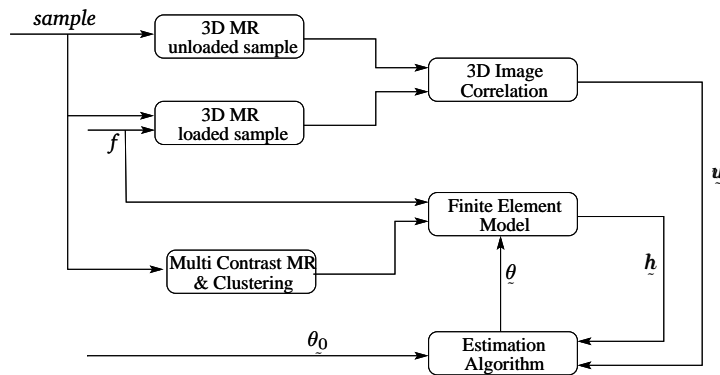 sample
3D MR
unloaded sample
3D Image
Correlation
3D MR
loaded sample
f
u
Finite Element
Model
Multi Contrast MR
& Clustering
θ
h
θ0
Estimation
Algorithm